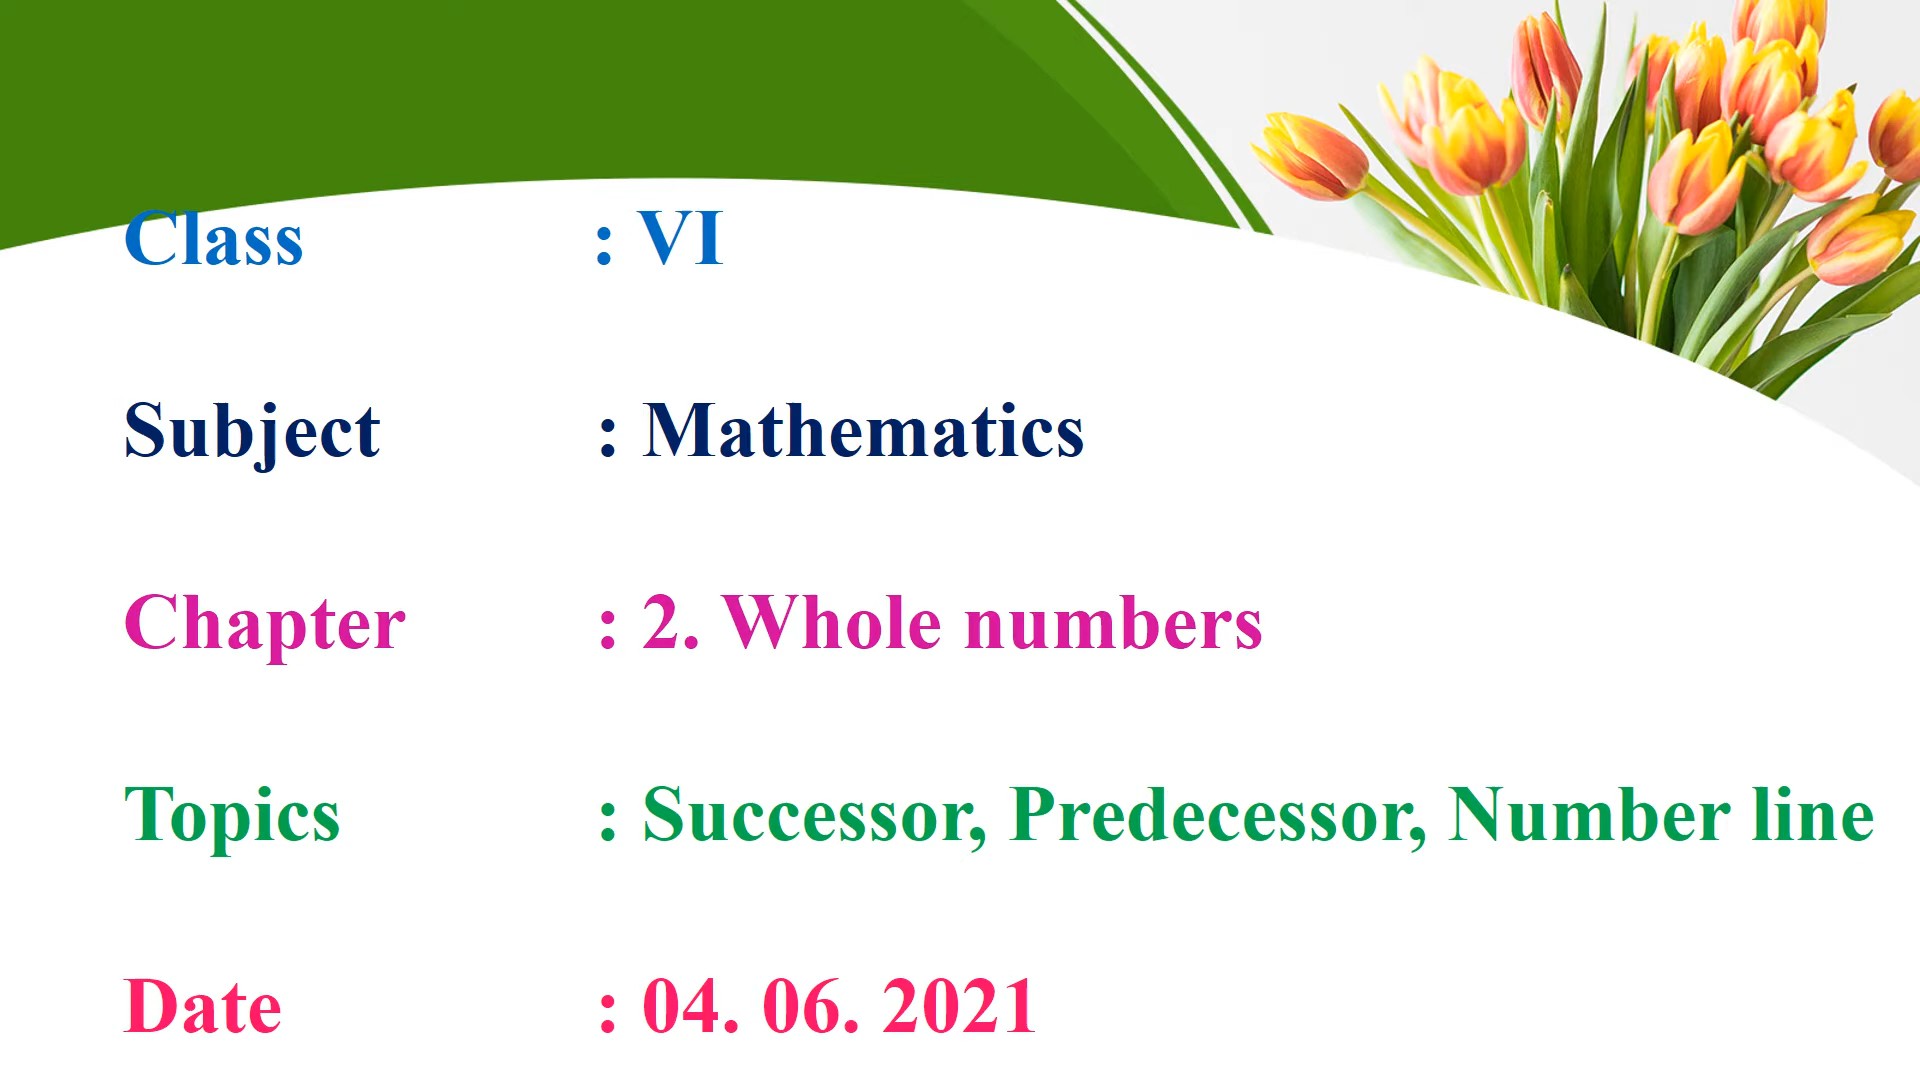 Class : VI
Subject : Mathematics
Chapter : 2. Whole numbers
Topics : Successor, Predecessor, Number line
Date : 04. 06. 2021